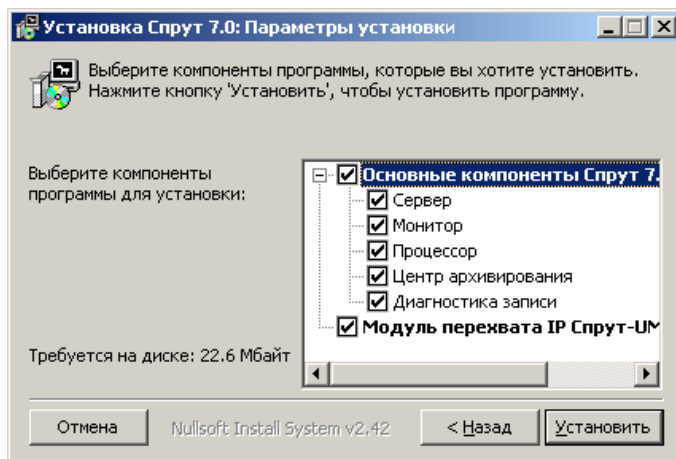 Установка Спрут 7.0: Параметры установки
Выберите компоненты программы, которые вы хотите установить.
Нажмите кнопку 'Установить', чтобы установить программу.
Выберите компоненты
программы для установки:
Основные компоненты Спрут 7.
Сервер
Монитор
Процессор
Центр архивирования
Диагностика записи
Модуль перехвата IP Спрут-UM
Требуется на диске: 22.6 Мбайт
Отмена
Nullsoft Install System v2.42
< Назад
Установить